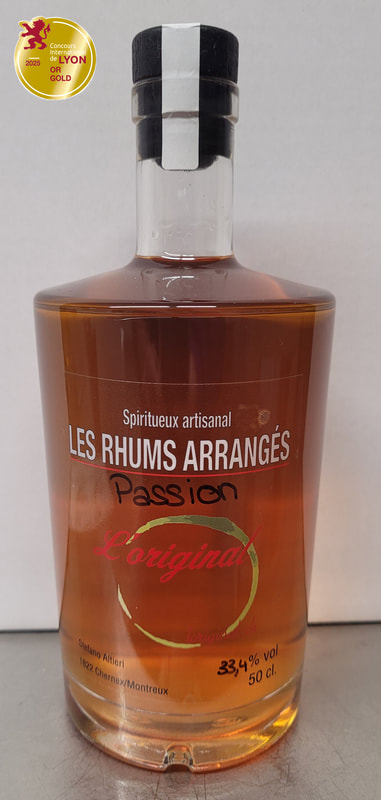 Concours
International
de LYON
2025
OR
GOLD
Spiritueux artisanal
LES RHUMS ARRANGÉS
Passion
L'original
Stefano Altieri
1822 Chernex/Montreux
33,4% vol
50 cl.